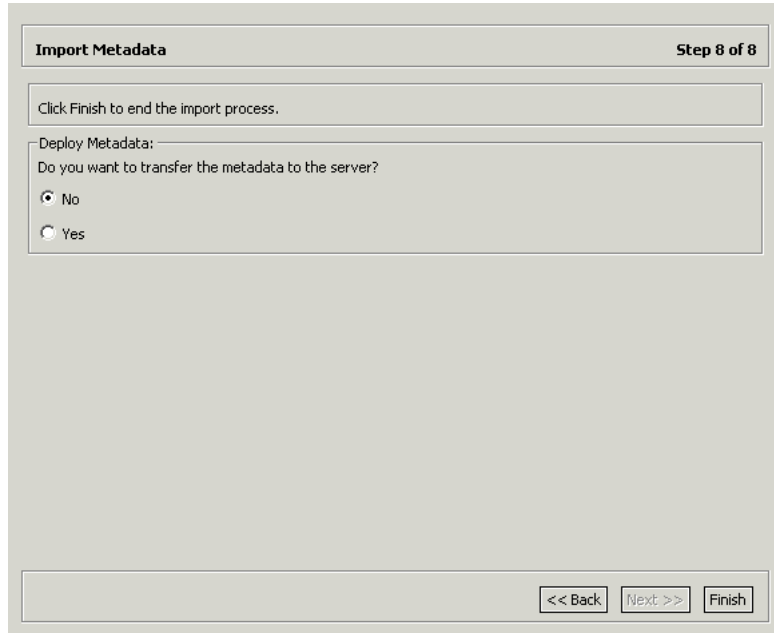 Import Metadata Step 8 of 8
Click Finish to end the import process.
Deploy Metadata:
Do you want to transfer the metadata to the server?
No
Yes
<< Back Next >> Finish